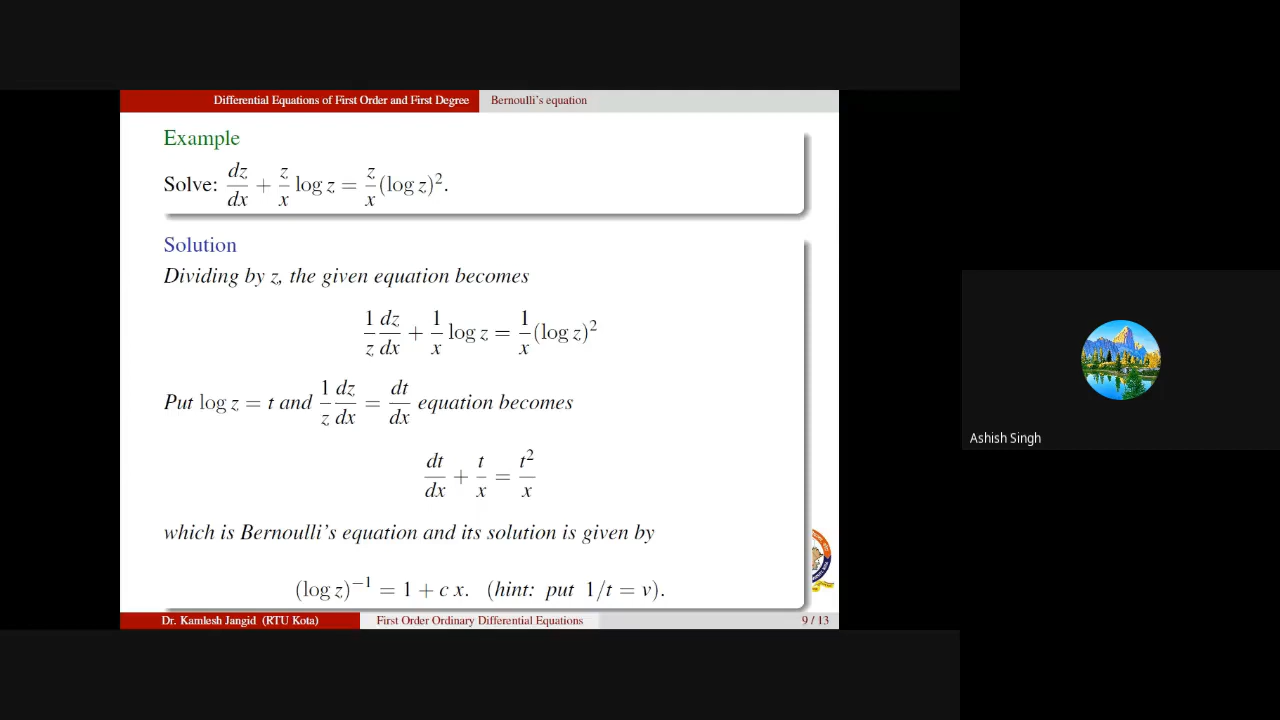 Differential Equations of First Order and First Degree Bernoulli's equation
Example
Solve: dz/dx + z/x log z = z/x (log z)².
Solution
Dividing by z, the given equation becomes
1/z dz/dx + 1/x log z = 1/x (log z)²
Put log z = t and 1/z dz/dx = dt/dx equation becomes
dt/dx + t/x = t²/x
which is Bernoulli's equation and its solution is given by
(log z)⁻¹ = 1 + c x. (hint: put 1/t = v).
Dr. Kamlesh Jangid (RTU Kota) First Order Ordinary Differential Equations 9 / 13
Ashish Singh